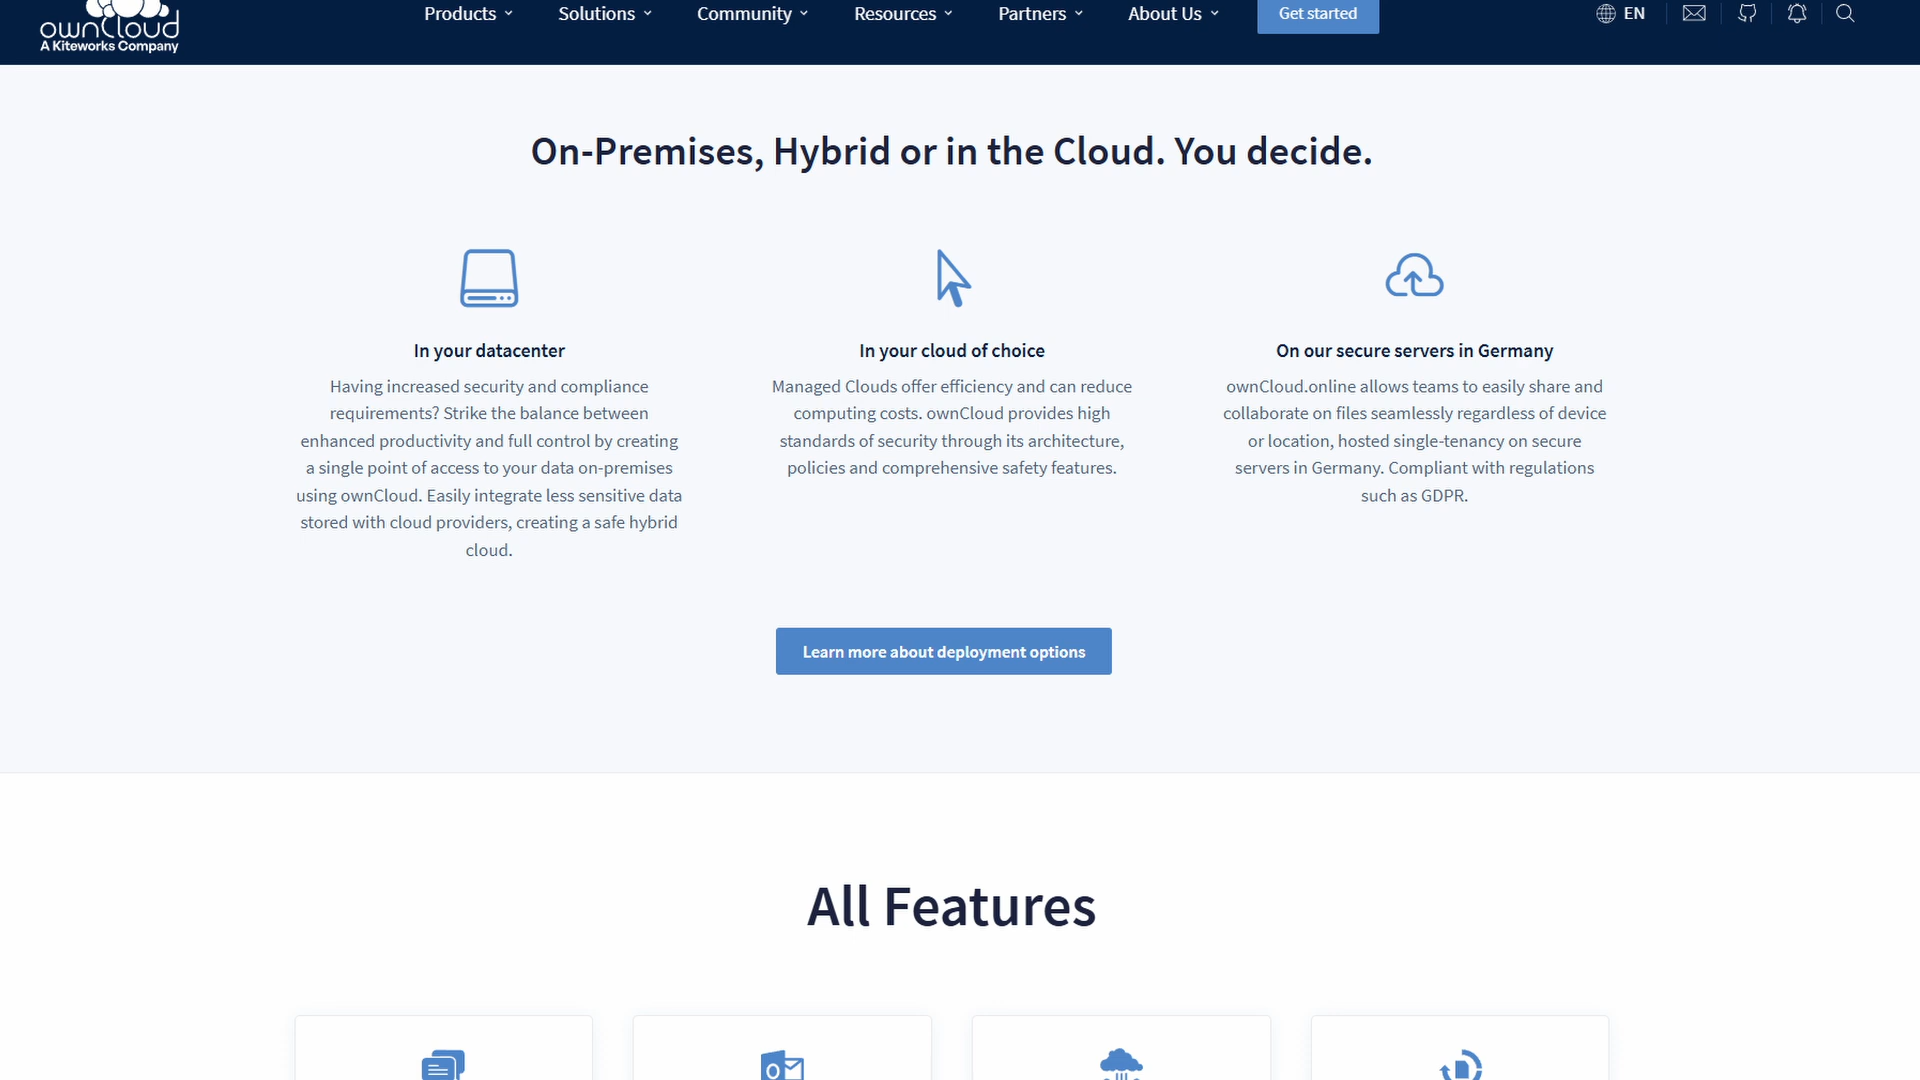 ownCloud
A Kiteworks Company
Products
Solutions
Community
Resources
Partners
About Us
Get started
EN
On-Premises, Hybrid or in the Cloud. You decide.
In your datacenter
Having increased security and compliance
requirements? Strike the balance between
enhanced productivity and full control by creating
a single point of access to your data on-premises
using ownCloud. Easily integrate less sensitive data
stored with cloud providers, creating a safe hybrid
cloud.
In your cloud of choice
Managed Clouds offer efficiency and can reduce
computing costs. ownCloud provides high
standards of security through its architecture,
policies and comprehensive safety features.
On our secure servers in Germany
ownCloud.online allows teams to easily share and
collaborate on files seamlessly regardless of device
or location, hosted single-tenancy on secure
servers in Germany. Compliant with regulations
such as GDPR.
Learn more about deployment options
All Features